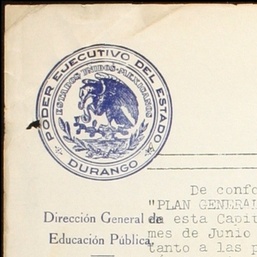 PODER EJECUTIVO DEL ESTADO
ESTADOS UNIDOS MEXICANOS
DURANGO
De confo
"PLAN GENERAL
Dirección General de
en esta Capit
Educación Pública.
mes de Junio
tanto a las p